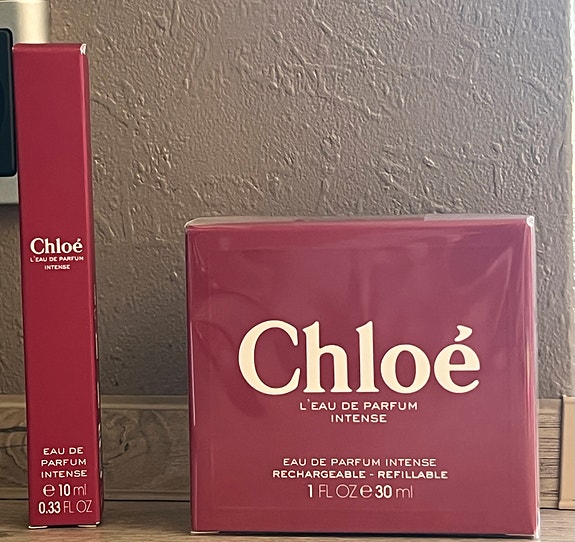 Chloé
L'EAU DE PARFUM
INTENSE
EAU DE
PARFUM
INTENSE
e 10 ml
0.33 FL OZ
Chloé
L'EAU DE PARFUM
INTENSE
EAU DE PARFUM INTENSE
RECHARGEABLE - REFILLABLE
1 FL OZ e 30 ml